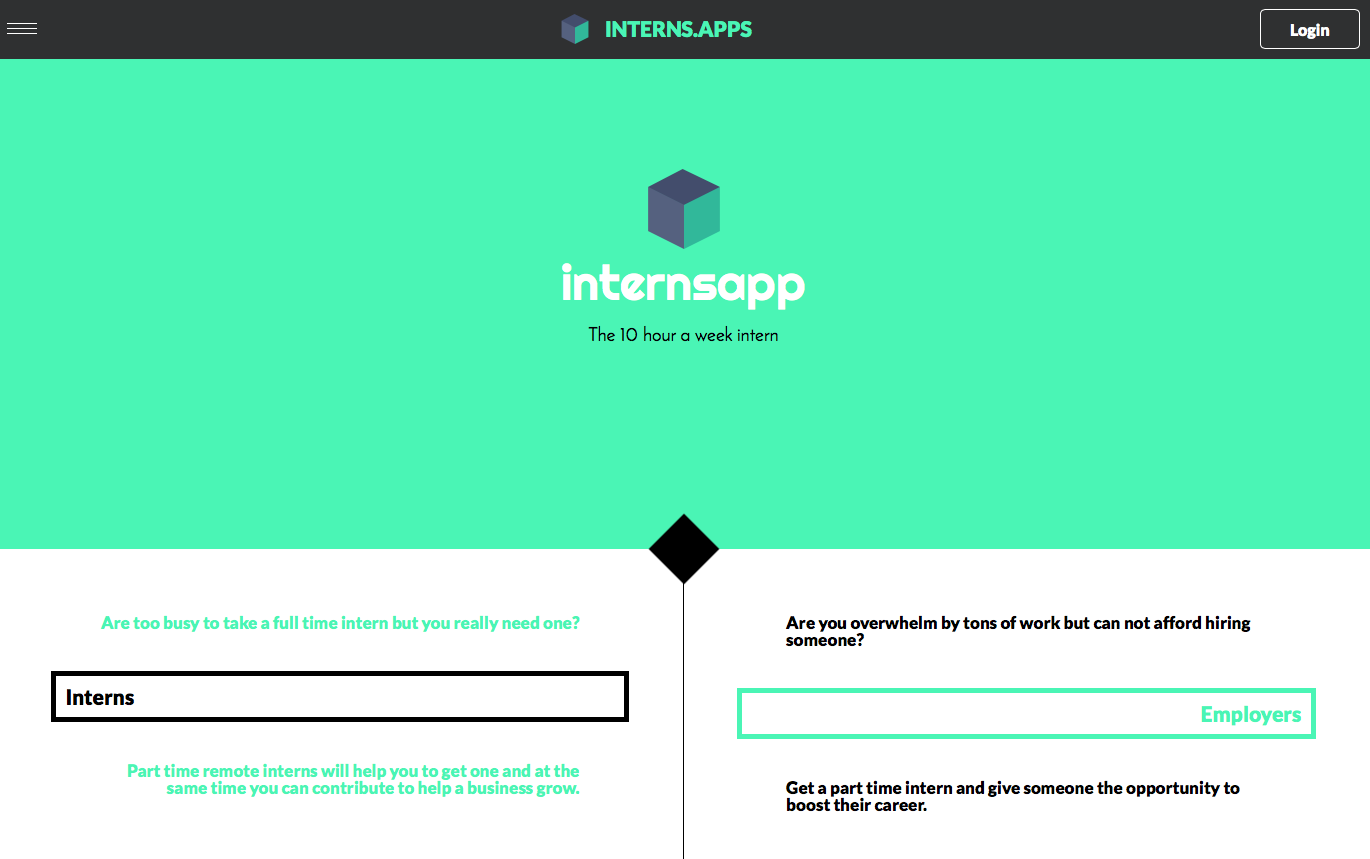 INTERNS.APPS
Login
internsapp
The 10 hour a week intern
Are too busy to take a full time intern but you really need one?
Interns
Part time remote interns will help you to get one and at the
same time you can contribute to help a business grow.
Are you overwhelm by tons of work but can not afford hiring
someone?
Employers
Get a part time intern and give someone the opportunity to
boost their career.